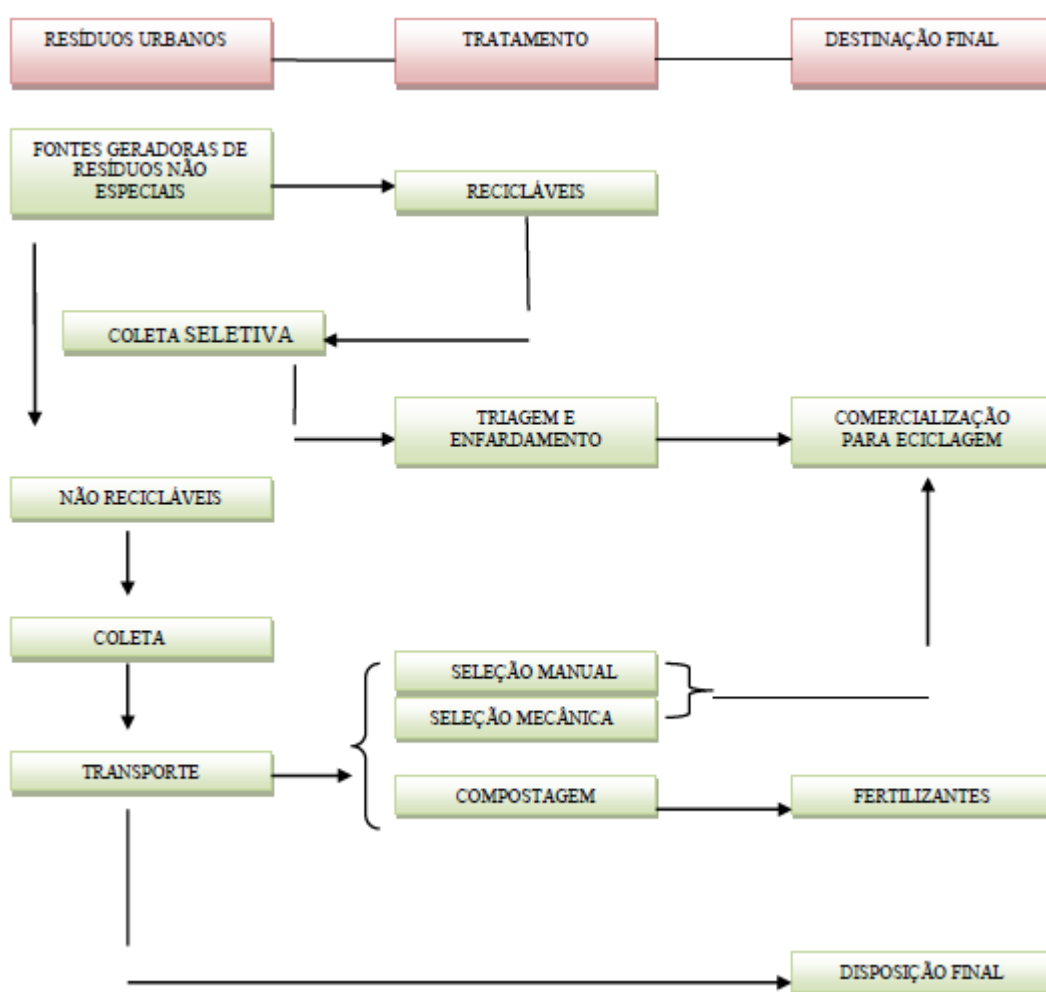 RESÍDUOS URBANOS
TRATAMENTO
DESTINAÇÃO FINAL
FONTES GERADORAS DE
RESÍDUOS NÃO
ESPECIAIS
RECICLÁVEIS
COLETA SELETIVA
TRIAGEM E
ENFARDAMENTO
COMERCIALIZAÇÃO
PARA ECICLAGEM
NÃO RECICLÁVEIS
COLETA
SELEÇÃO MANUAL
SELEÇÃO MECÂNICA
TRANSPORTE
COMPOSTAGEM
FERTILIZANTES
DISPOSIÇÃO FINAL